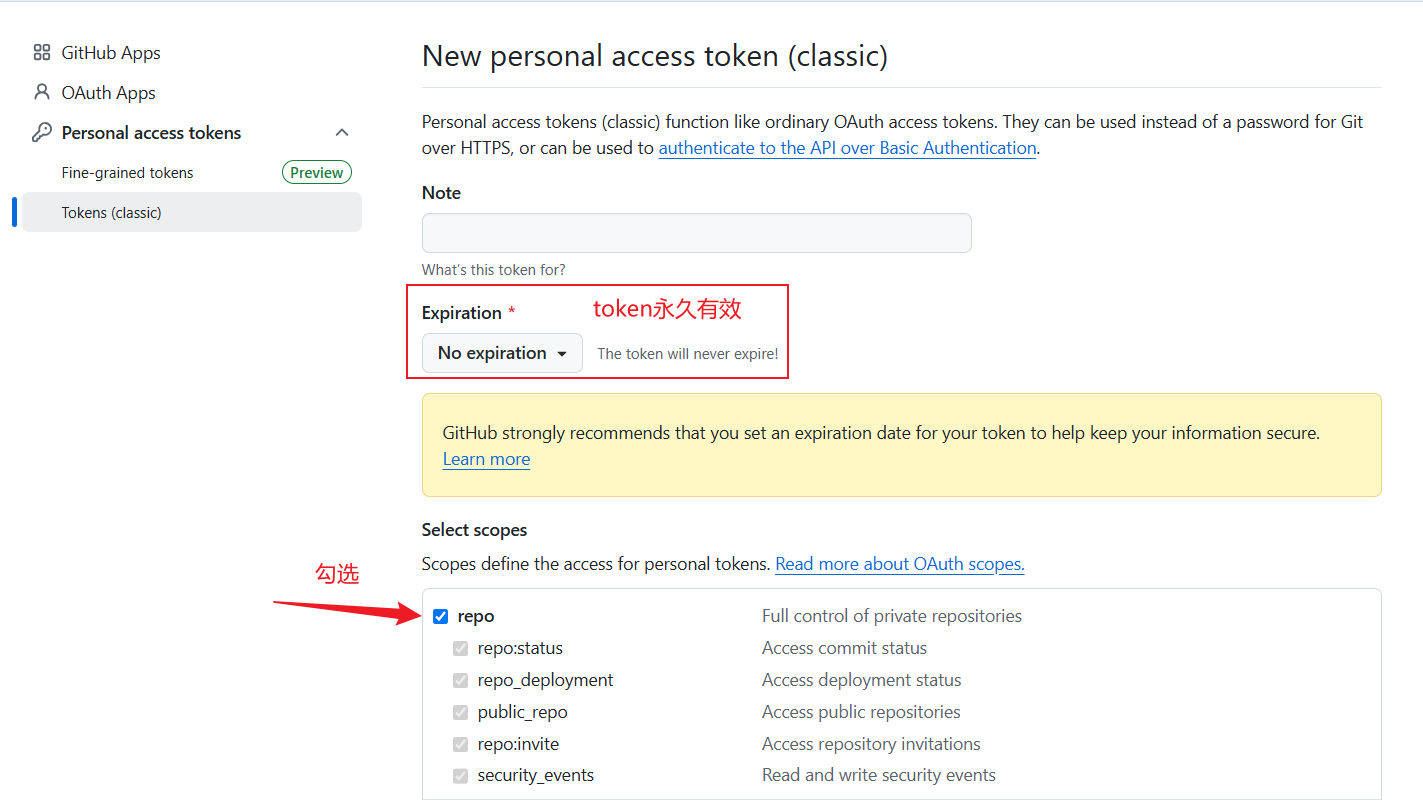 GitHub Apps
OAuth Apps
Personal access tokens
Fine-grained tokens Preview
Tokens (classic)
New personal access token (classic)
Personal access tokens (classic) function like ordinary OAuth access tokens. They can be used instead of a password for Git
over HTTPS, or can be used to authenticate to the API over Basic Authentication.
Note
What's this token for?
Expiration * token永久有效
No expiration The token will never expire!
GitHub strongly recommends that you set an expiration date for your token to help keep your information secure.
Learn more
Select scopes
Scopes define the access for personal tokens. Read more about OAuth scopes.
勾选
repo Full control of private repositories
repo:status Access commit status
repo_deployment Access deployment status
public_repo Access public repositories
repo:invite Access repository invitations
security_events Read and write security events